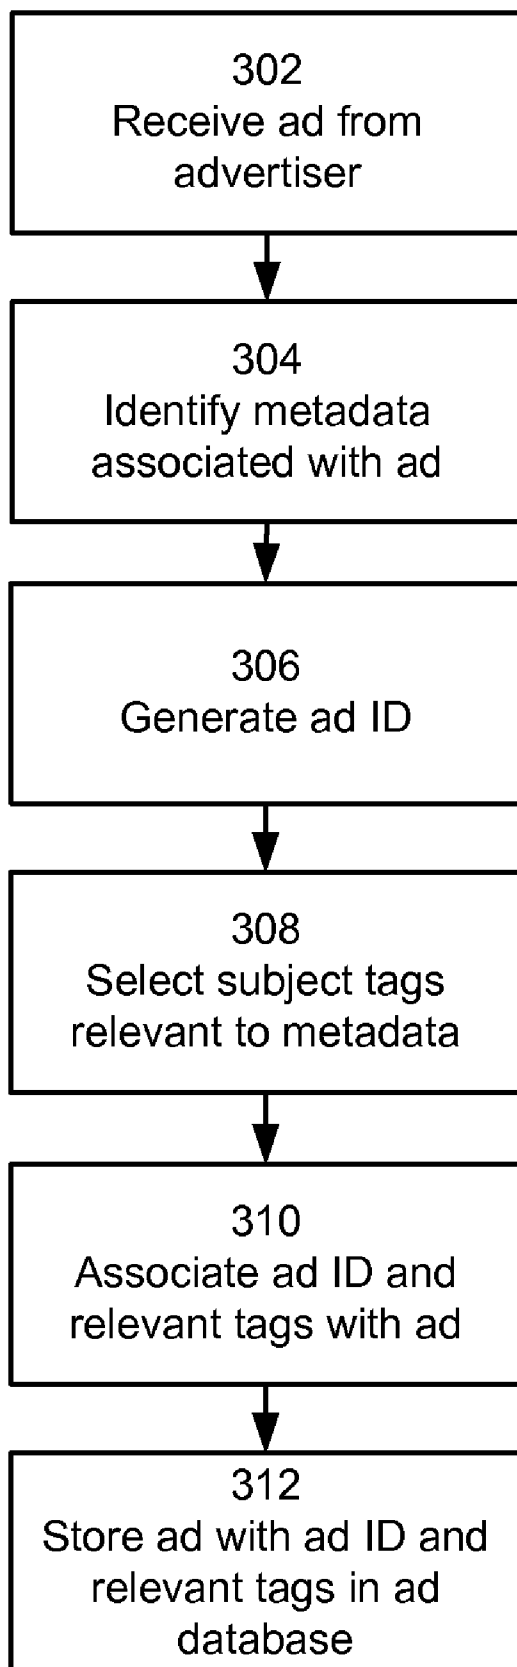 302
Receive ad from
advertiser
304
Identify metadata
associated with ad
306
Generate ad ID
308
Select subject tags
relevant to metadata
310
Associate ad ID and
relevant tags with ad
312
Store ad with ad ID and
relevant tags in ad
database